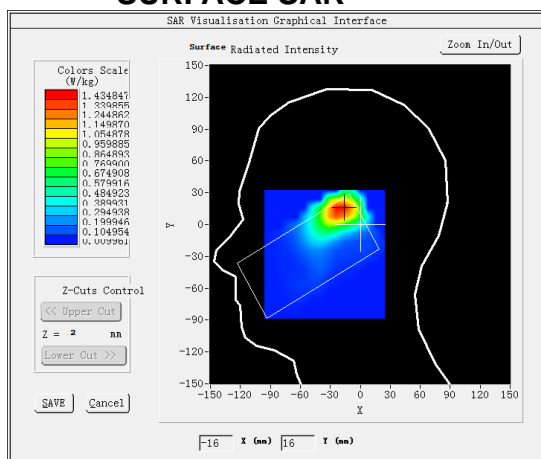 SURFACE SAR
SAR Visualisation Graphical Interface
Surface Radiated Intensity
Zoom In/Out
Colors Scale
(W/kg)
1.434847
1.339855
1.244862
1.149870
1.054878
0.959885
0.864893
0.769900
0.674908
0.579916
0.484923
0.389931
0.294938
0.199946
0.104954
0.009961
Z-Cuts Control
<< Upper Cut
Z = 2 mm
Lower Cut >>
SAVE Cancel
150
120
90
60
30
0
-30
-60
-90
-120
-150
Y
-150 -120 -90 -60 -30 0 30 60 90 120 150
X
-16 X (mm) 16 Y (mm)